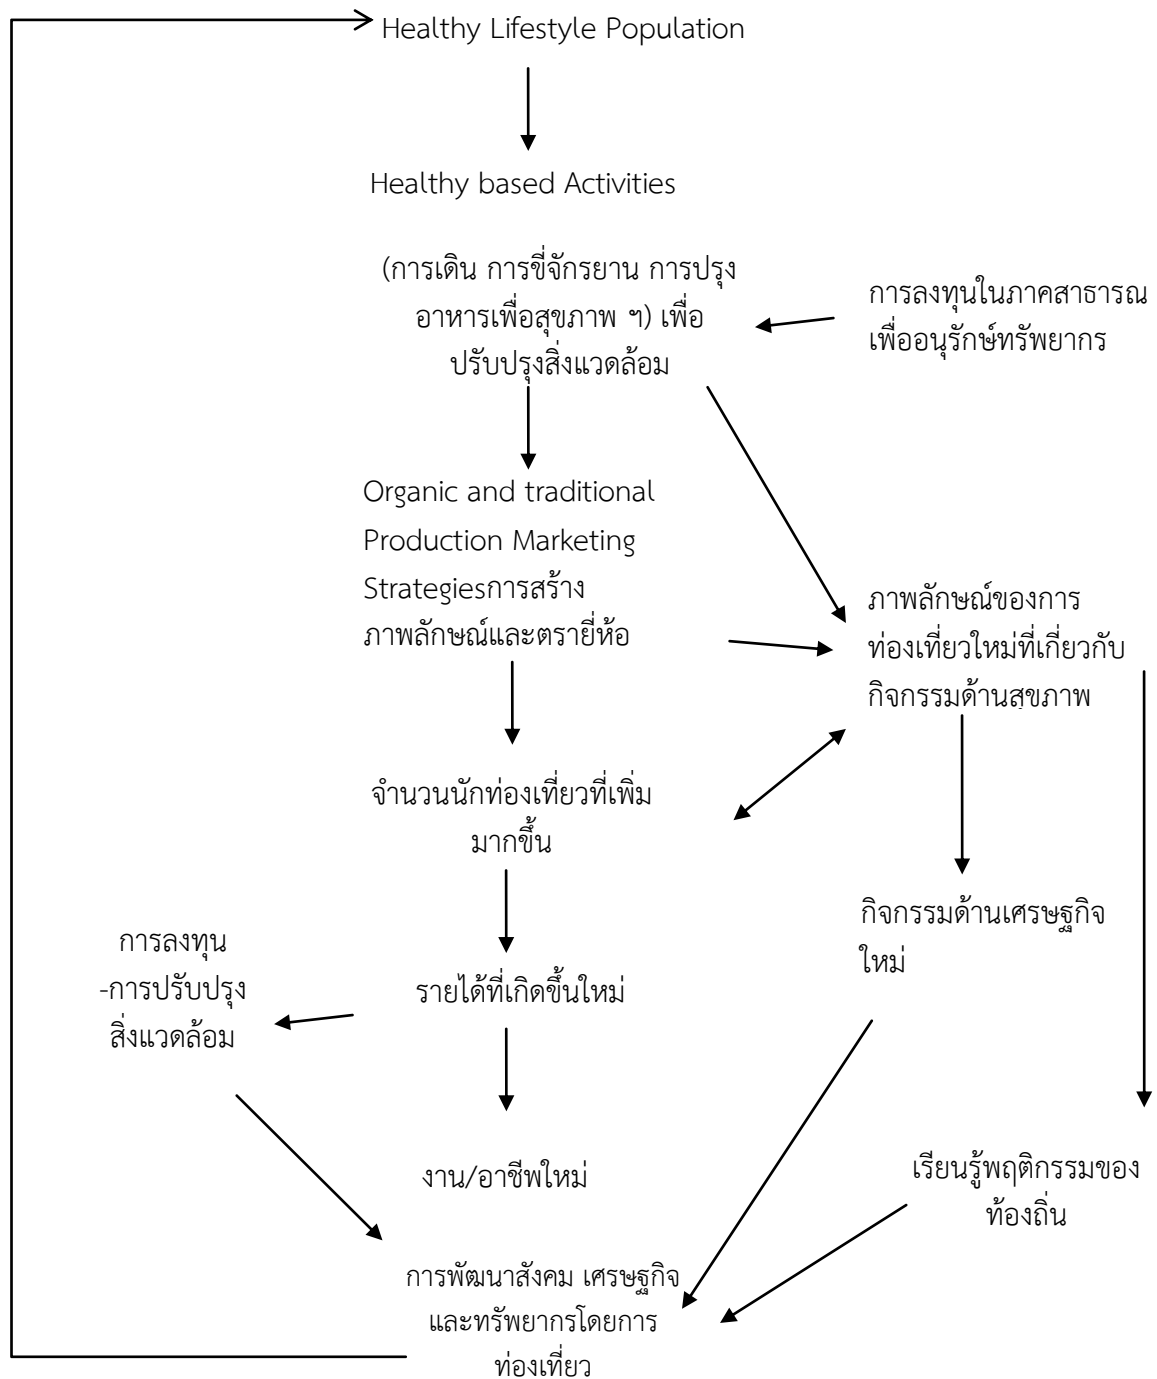 Healthy Lifestyle Population
Healthy based Activities
(การเดิน การขี่จักรยาน การปรุง
อาหารเพื่อสุขภาพ ฯ) เพื่อ
ปรับปรุงสิ่งแวดล้อม
การลงทุนในภาคสาธารณ
เพื่ออนุรักษ์ทรัพยากร
Organic and traditional
Production Marketing
Strategiesการสร้าง
ภาพลักษณ์และตรายี่ห้อ
ภาพลักษณ์ของการ
ท่องเที่ยวใหม่ที่เกี่ยวกับ
กิจกรรมด้านสุขภาพ
จำนวนนักท่องเที่ยวที่เพิ่ม
มากขึ้น
กิจกรรมด้านเศรษฐกิจ
ใหม่
การลงทุน
-การปรับปรุง
สิ่งแวดล้อม
รายได้ที่เกิดขึ้นใหม่
งาน/อาชีพใหม่
เรียนรู้พฤติกรรมของ
ท้องถิ่น
การพัฒนาสังคม เศรษฐกิจ
และทรัพยากรโดยการ
ท่องเที่ยว